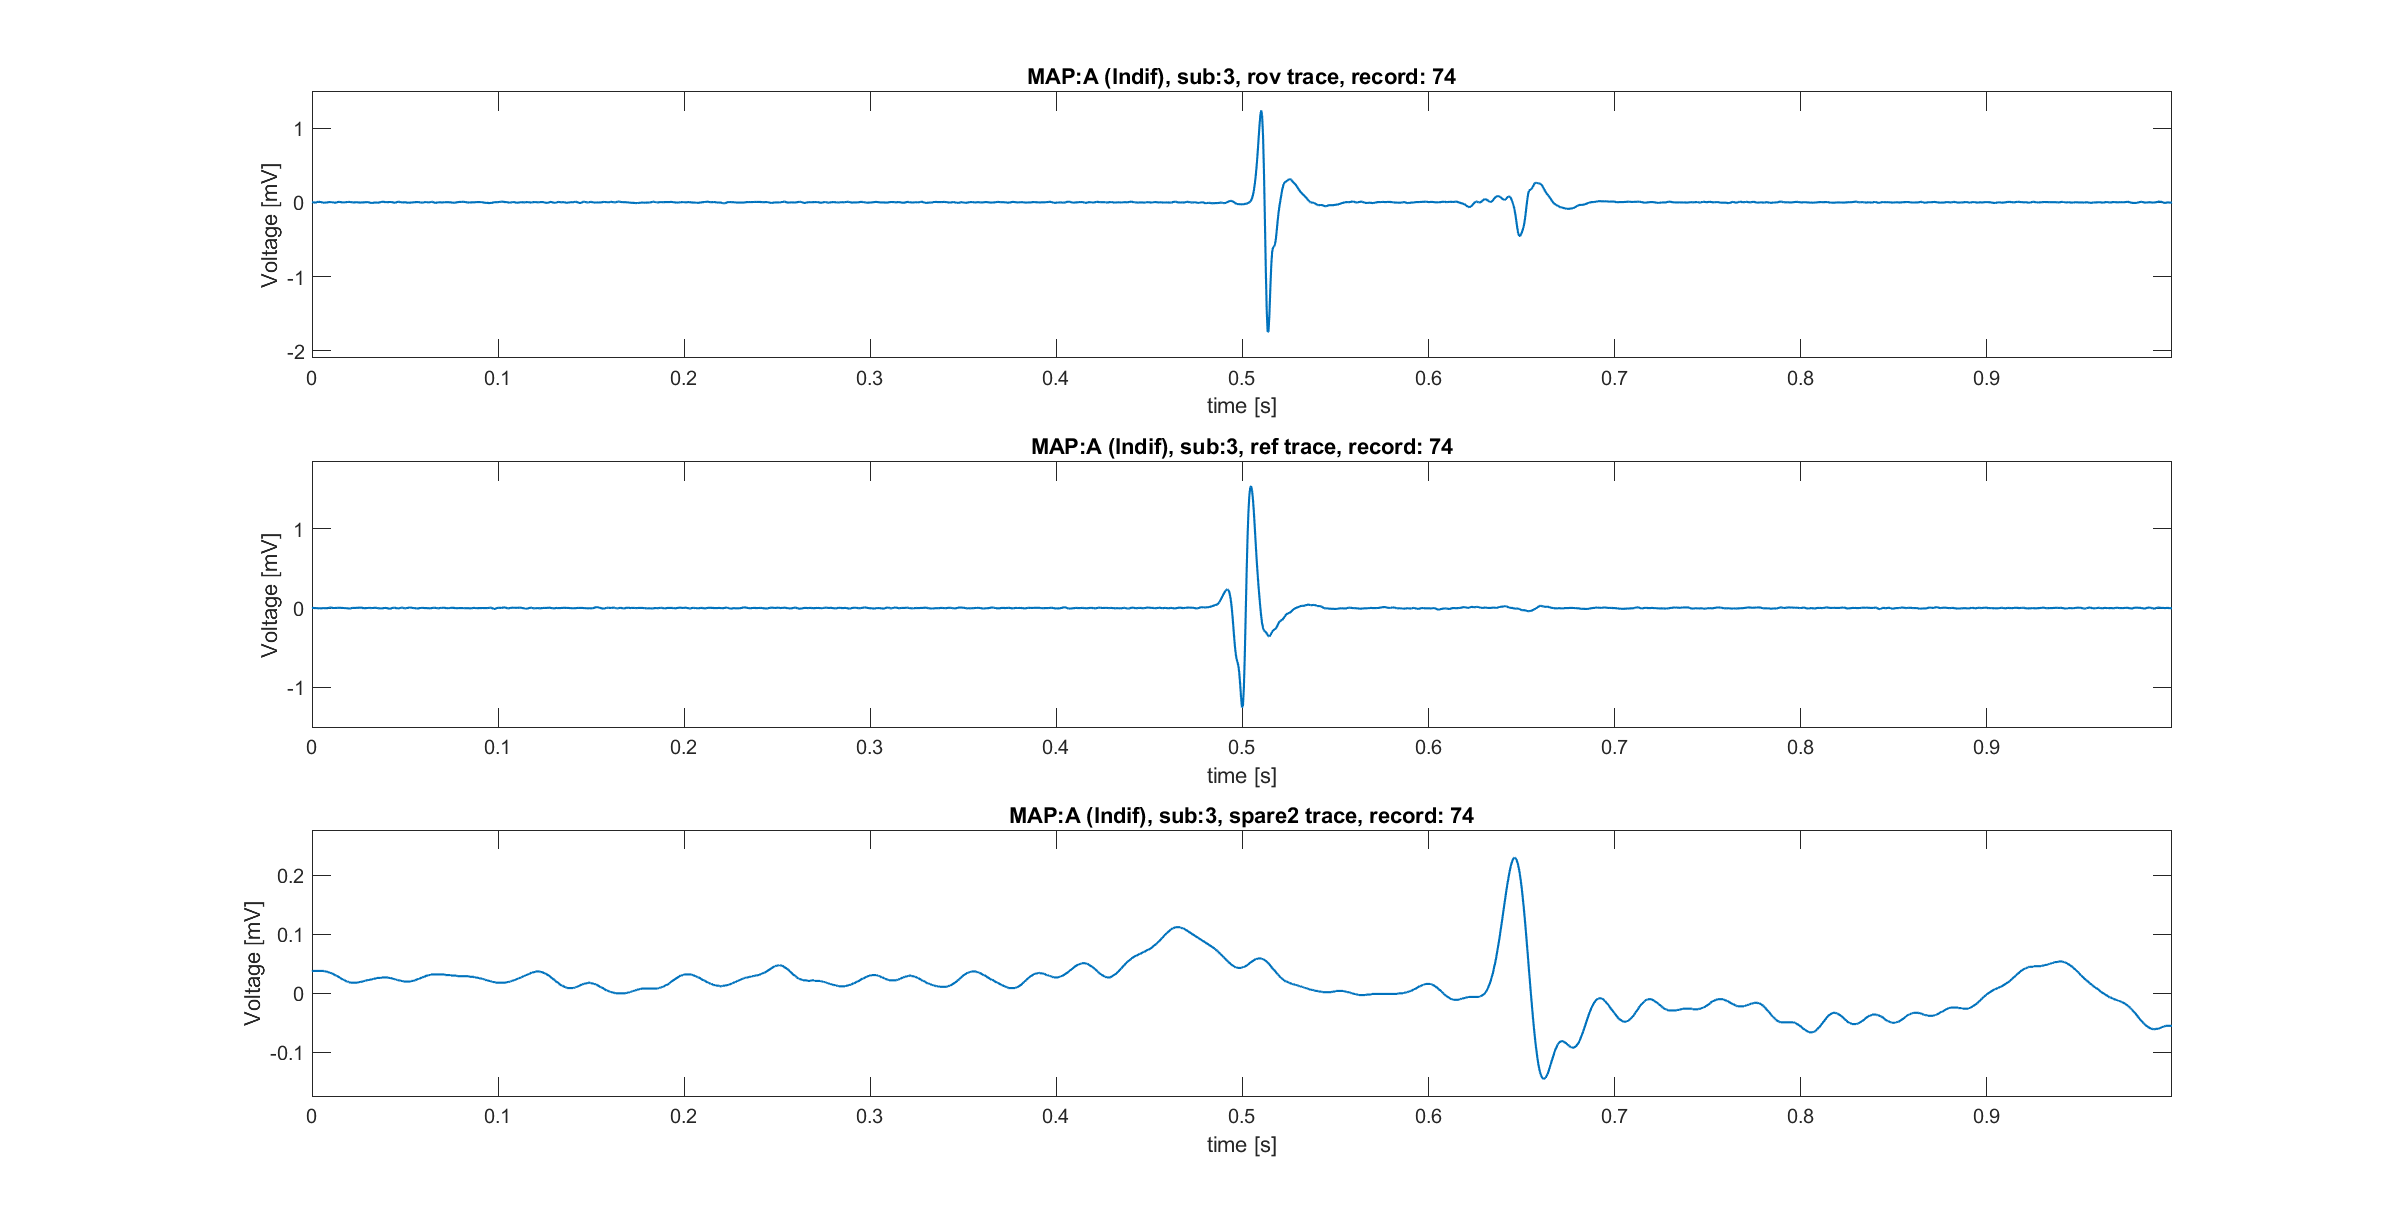 MAP:A (Indif), sub:3, rov trace, record: 74
Voltage [mV]
1
0
-1
-2
0 0.1 0.2 0.3 0.4 0.5 0.6 0.7 0.8 0.9
time [s]
MAP:A (Indif), sub:3, ref trace, record: 74
Voltage [mV]
1
0
-1
0 0.1 0.2 0.3 0.4 0.5 0.6 0.7 0.8 0.9
time [s]
MAP:A (Indif), sub:3, spare2 trace, record: 74
Voltage [mV]
0.2
0.1
0
-0.1
0 0.1 0.2 0.3 0.4 0.5 0.6 0.7 0.8 0.9
time [s]